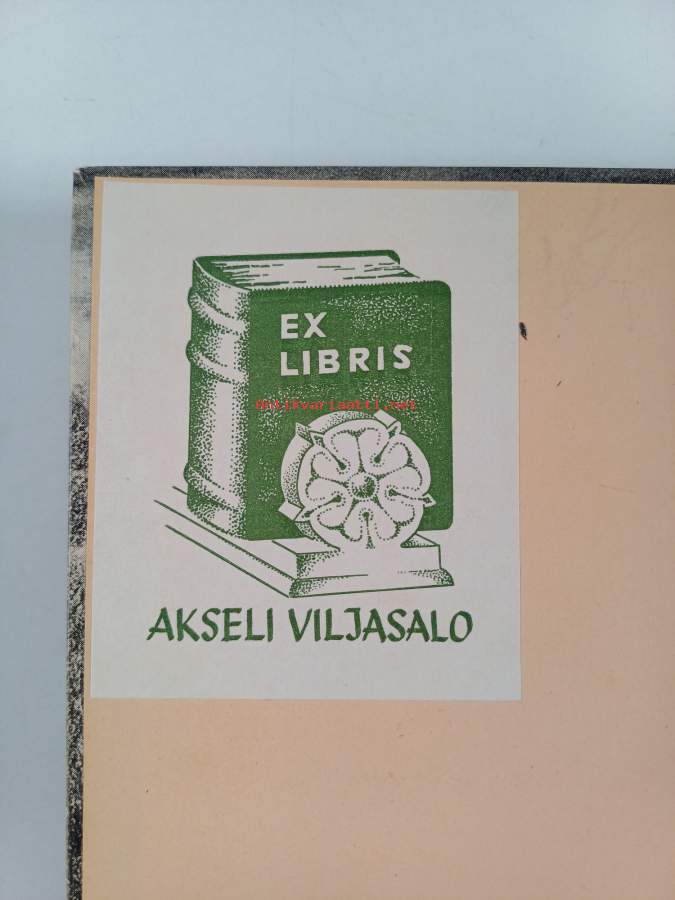 EX
LIBRIS
Antikvariaatti.net
AKSELI VILJASALO